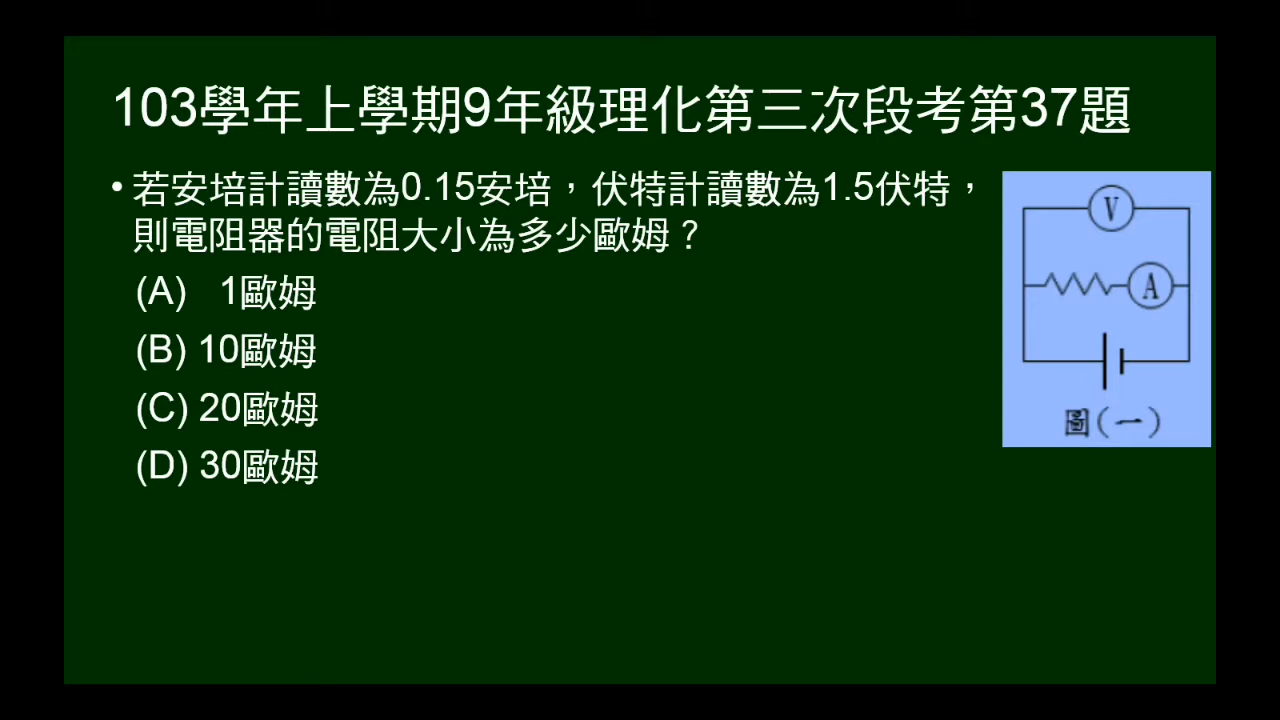 103學年上學期9年級理化第三次段考第37題
• 若安培計讀數為0.15安培，伏特計讀數為1.5伏特，
則電阻器的電阻大小為多少歐姆？
(A) 1歐姆
(B) 10歐姆
(C) 20歐姆
(D) 30歐姆
V
A
圖(一)